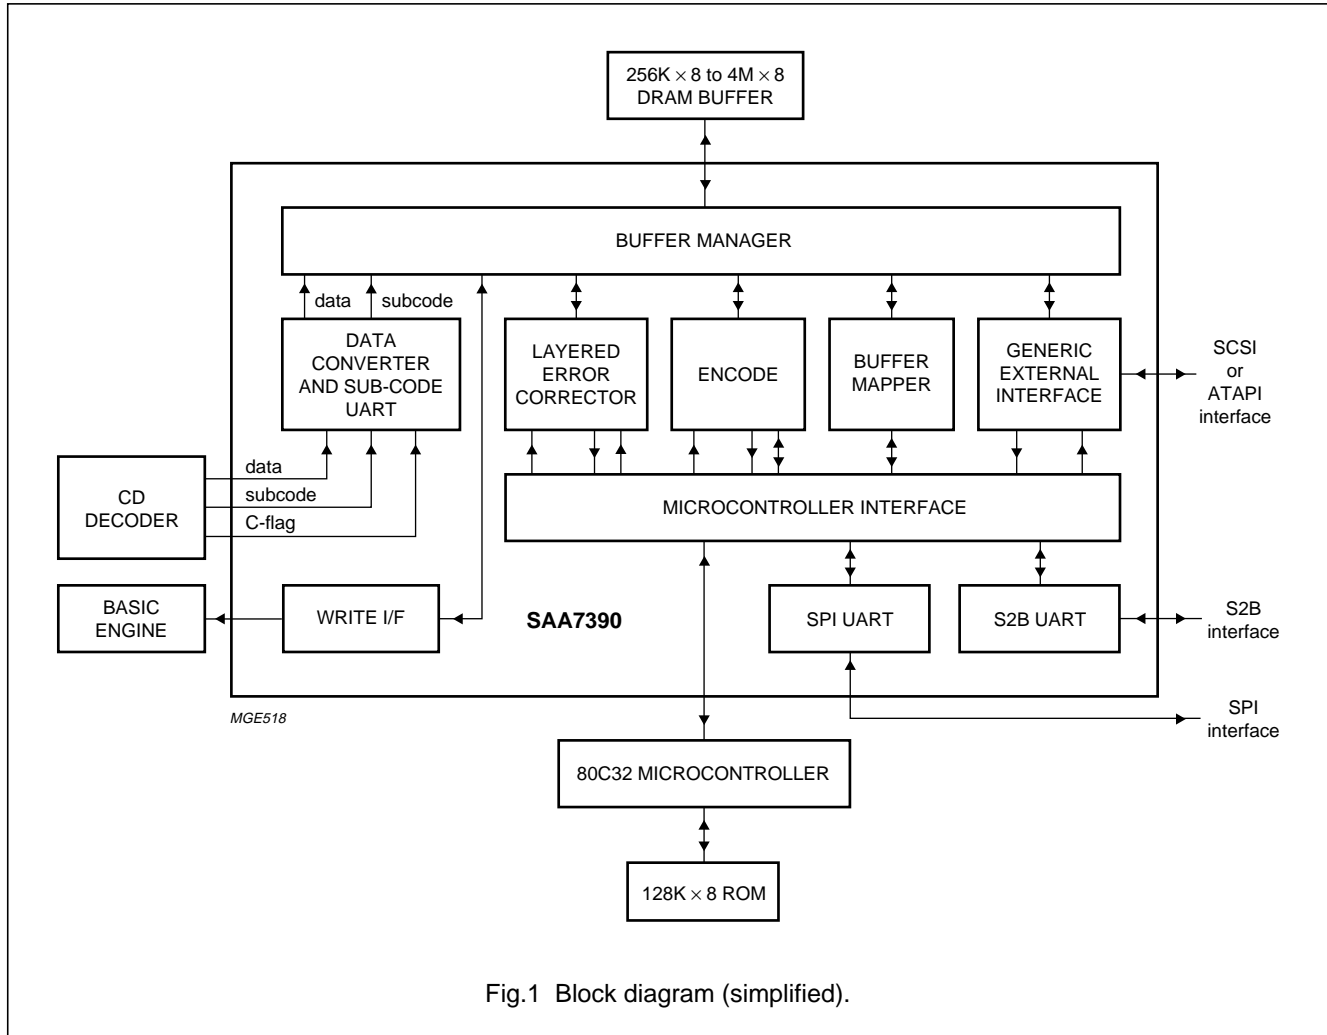 256K × 8 to 4M × 8
DRAM BUFFER
BUFFER MANAGER
data
subcode
DATA
CONVERTER
AND SUB-CODE
UART
LAYERED
ERROR
CORRECTOR
ENCODE
BUFFER
MAPPER
GENERIC
EXTERNAL
INTERFACE
SCSI
or
ATAPI
interface
CD
DECODER
data
subcode
C-flag
MICROCONTROLLER INTERFACE
BASIC
ENGINE
WRITE I/F
SAA7390
SPI UART
S2B UART
S2B
interface
MGE518
SPI
interface
80C32 MICROCONTROLLER
128K × 8 ROM
Fig.1 Block diagram (simplified).